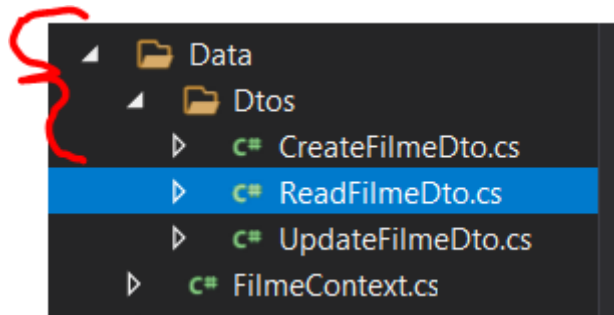 Data
Dtos
C# CreateFilmeDto.cs
C# ReadFilmeDto.cs
C# UpdateFilmeDto.cs
C# FilmeContext.cs